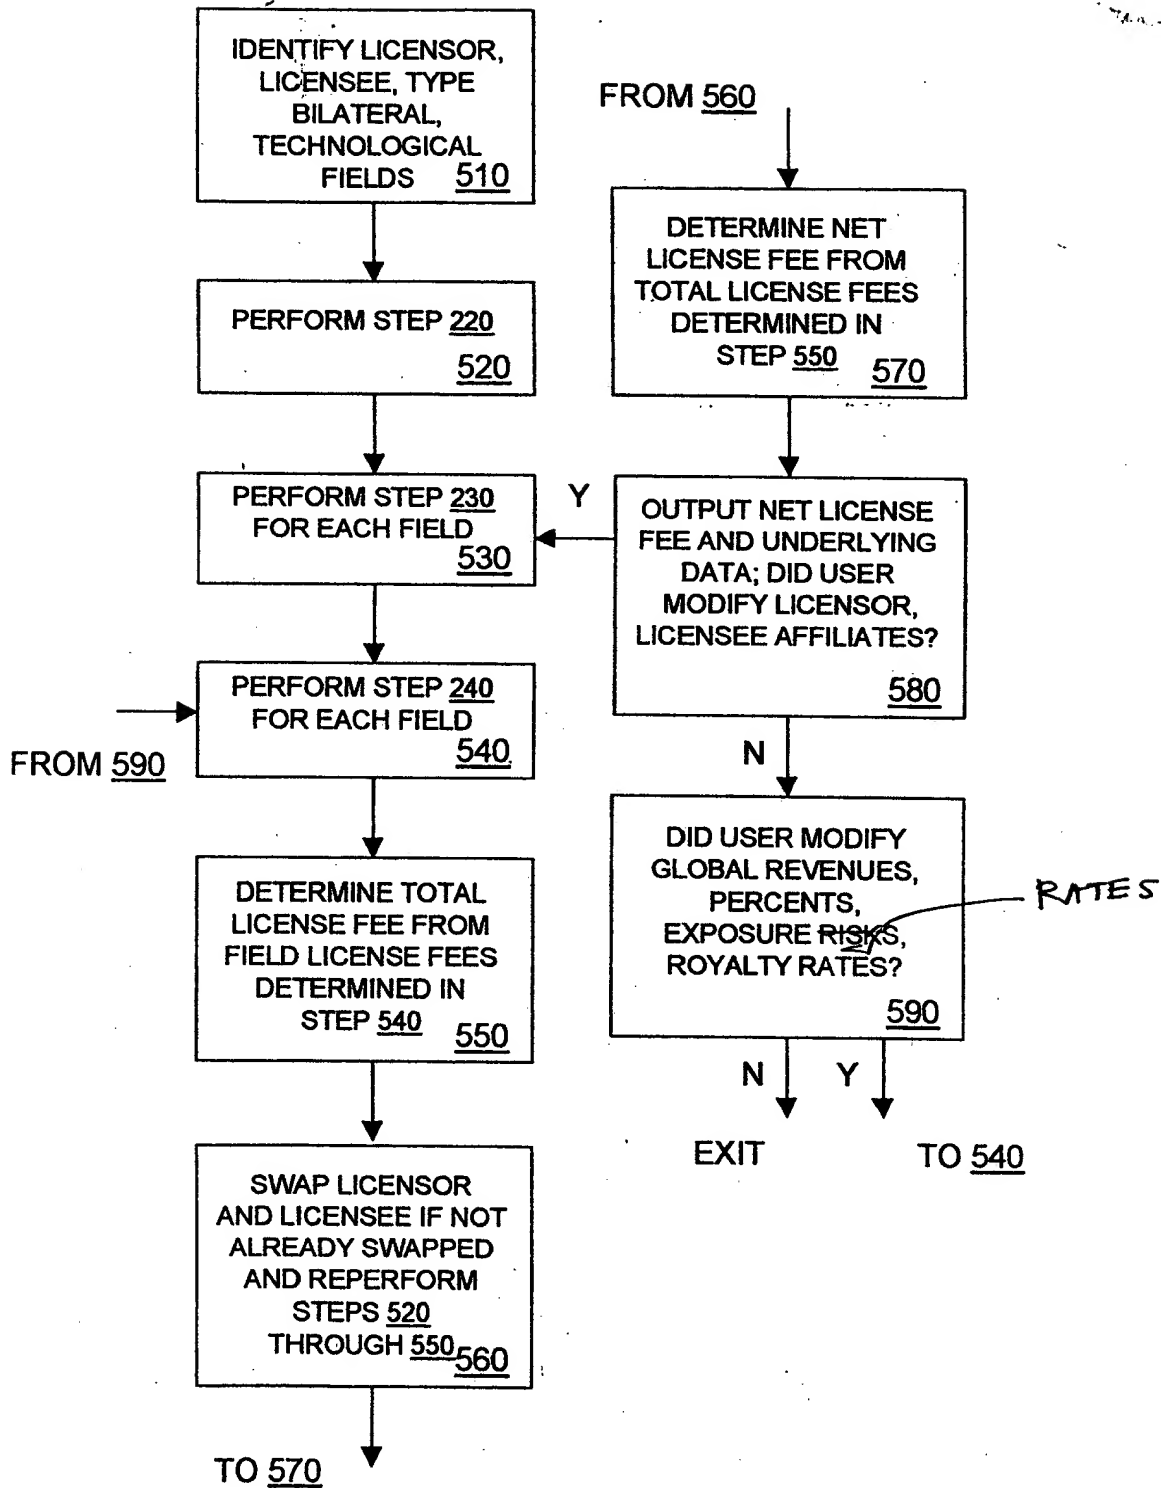 IDENTIFY LICENSOR,
LICENSEE, TYPE
BILATERAL,
TECHNOLOGICAL
FIELDS 510
PERFORM STEP 220
520
PERFORM STEP 230
FOR EACH FIELD
530
FROM 590
PERFORM STEP 240
FOR EACH FIELD
540
DETERMINE TOTAL
LICENSE FEE FROM
FIELD LICENSE FEES
DETERMINED IN
STEP 540 550
SWAP LICENSOR
AND LICENSEE IF NOT
ALREADY SWAPPED
AND REPERFORM
STEPS 520
THROUGH 550 560
TO 570
FROM 560
DETERMINE NET
LICENSE FEE FROM
TOTAL LICENSE FEES
DETERMINED IN
STEP 550 570
Y
OUTPUT NET LICENSE
FEE AND UNDERLYING
DATA; DID USER
MODIFY LICENSOR,
LICENSEE AFFILIATES?
580
N
DID USER MODIFY
GLOBAL REVENUES,
PERCENTS,
EXPOSURE RISKS,
ROYALTY RATES?
590
RATES
N Y
EXIT
TO 540